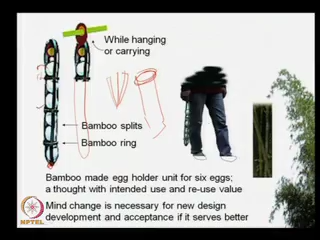 While hanging
or carrying
Bamboo splits
Bamboo ring
Bamboo made egg holder unit for six eggs;
a thought with intended use and re-use value
Mind change is necessary for new design
development and acceptance if it serves better
NPTEL